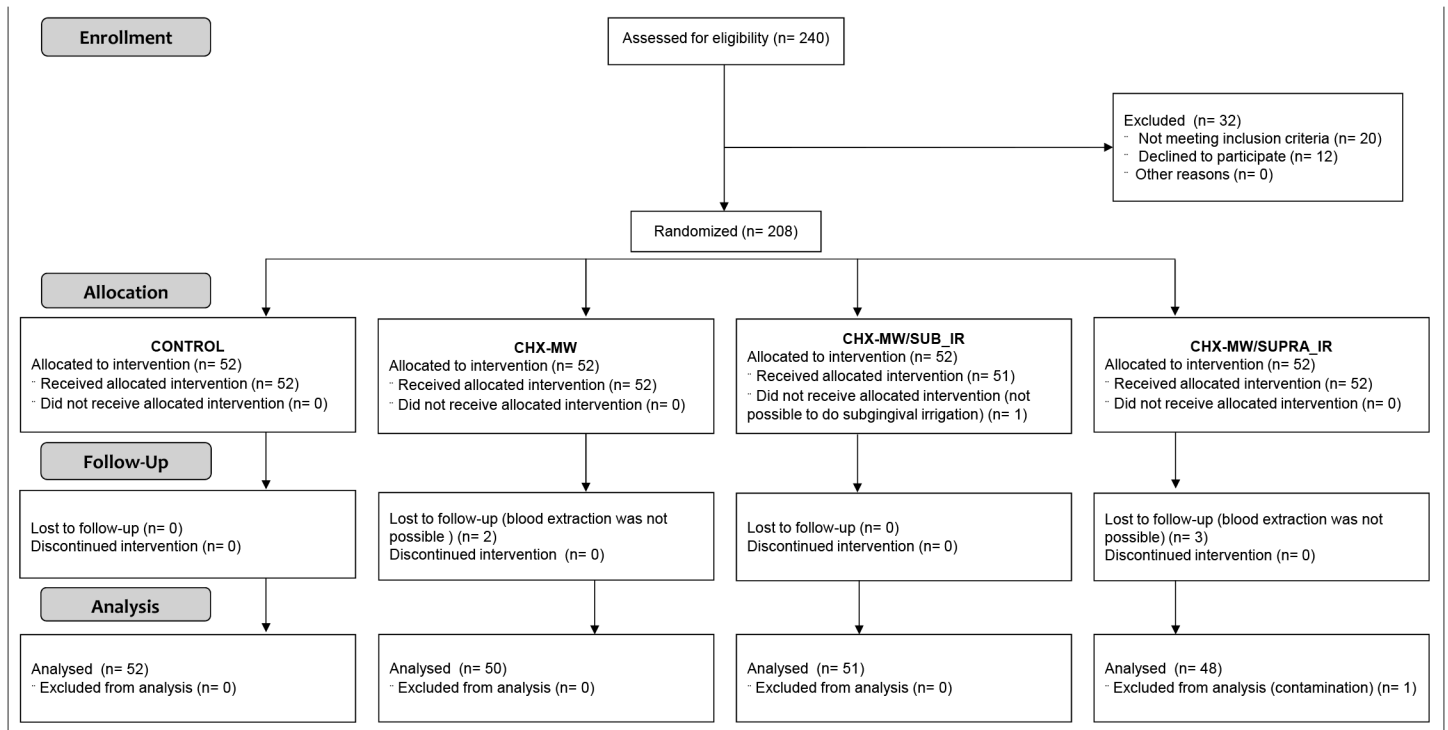 Enrollment
Assessed for eligibility (n= 240)
Excluded (n= 32)
¨ Not meeting inclusion criteria (n= 20)
¨ Declined to participate (n= 12)
¨ Other reasons (n= 0)
Randomized (n= 208)
Allocation
CONTROL
Allocated to intervention (n= 52)
¨ Received allocated intervention (n= 52)
¨ Did not receive allocated intervention (n= 0)
CHX-MW
Allocated to intervention (n= 52)
¨ Received allocated intervention (n= 52)
¨ Did not receive allocated intervention (n= 0)
CHX-MW/SUB_IR
Allocated to intervention (n= 52)
¨ Received allocated intervention (n= 51)
¨ Did not receive allocated intervention (not
possible to do subgingival irrigation) (n= 1)
CHX-MW/SUPRA_IR
Allocated to intervention (n= 52)
¨ Received allocated intervention (n= 52)
¨ Did not receive allocated intervention (n= 0)
Follow-Up
Lost to follow-up (n= 0)
Discontinued intervention (n= 0)
Lost to follow-up (blood extraction was not
possible ) (n= 2)
Discontinued intervention (n= 0)
Lost to follow-up (n= 0)
Discontinued intervention (n= 0)
Lost to follow-up (blood extraction was not
possible) (n= 3)
Discontinued intervention (n= 0)
Analysis
Analysed (n= 52)
¨ Excluded from analysis (n= 0)
Analysed (n= 50)
¨ Excluded from analysis (n= 0)
Analysed (n= 51)
¨ Excluded from analysis (n= 0)
Analysed (n= 48)
¨ Excluded from analysis (contamination) (n= 1)